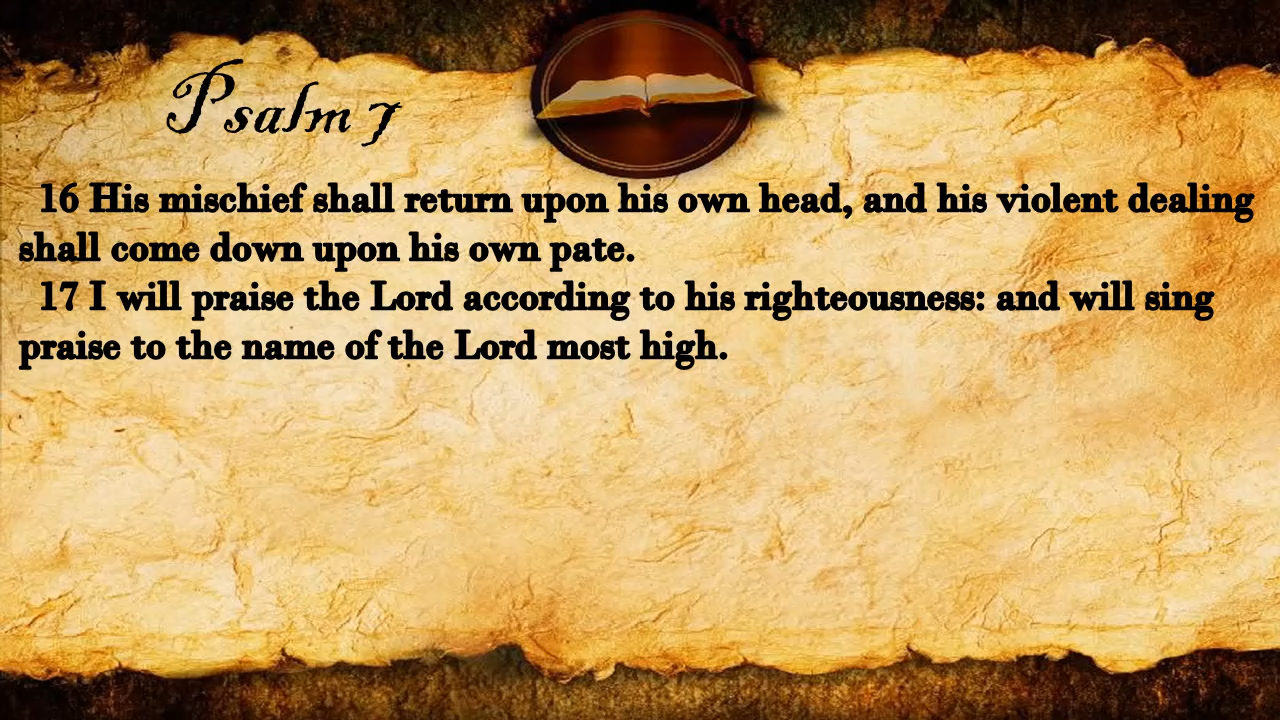 Psalm 7
16 His mischief shall return upon his own head, and his violent dealing
shall come down upon his own pate.
17 I will praise the Lord according to his righteousness: and will sing
praise to the name of the Lord most high.